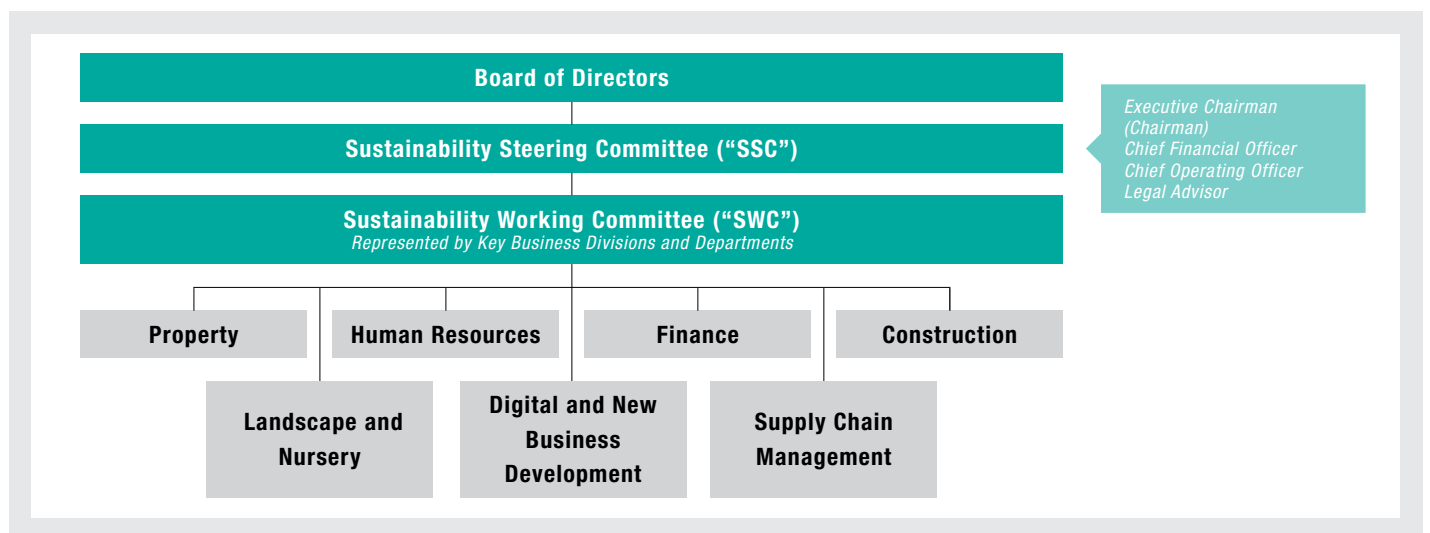 Board of Directors
Sustainability Steering Committee (“SSC”)
Executive Chairman
(Chairman)
Chief Financial Officer
Chief Operating Officer
Legal Advisor
Sustainability Working Committee (“SWC”)
Represented by Key Business Divisions and Departments
Property
Human Resources
Finance
Construction
Landscape and
Nursery
Digital and New
Business
Development
Supply Chain
Management